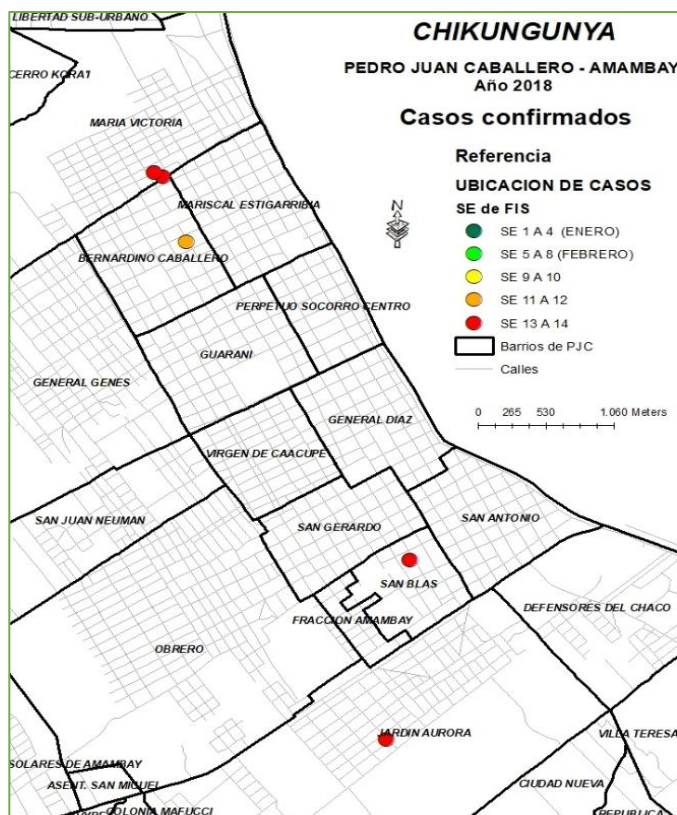 LIBERTAD SUB-URBANO
CHIKUNGUNYA
PEDRO JUAN CABALLERO - AMAMBAY
Año 2018
Casos confirmados
CERRO KORA'I
MARIA VICTORIA
Referencia
UBICACION DE CASOS
SE de FIS
SE 1 A 4 (ENERO)
SE 5 A 8 (FEBRERO)
SE 9 A 10
SE 11 A 12
SE 13 A 14
Barrios de PJC
Calles
0 265 530 1.060 Meters
N
MARISCAL ESTIGARRIBIA
BERNARDINO CABALLERO
PERPETUO SOCORRO CENTRO
GUARANI
GENERAL GENES
GENERAL DIAZ
VIRGEN DE CAACUPE
SAN JUAN NEUMAN
SAN GERARDO
SAN ANTONIO
SAN BLAS
DEFENSORES DEL CHACO
FRACCION AMAMBAY
OBRERO
JARDIN AURORA
VILLA TERESA
SOLARES DE AMAMBAY
ASENT. SAN MIGUEL
CIUDAD NUEVA
COLONIA MAFUCCI
REPUBLICA